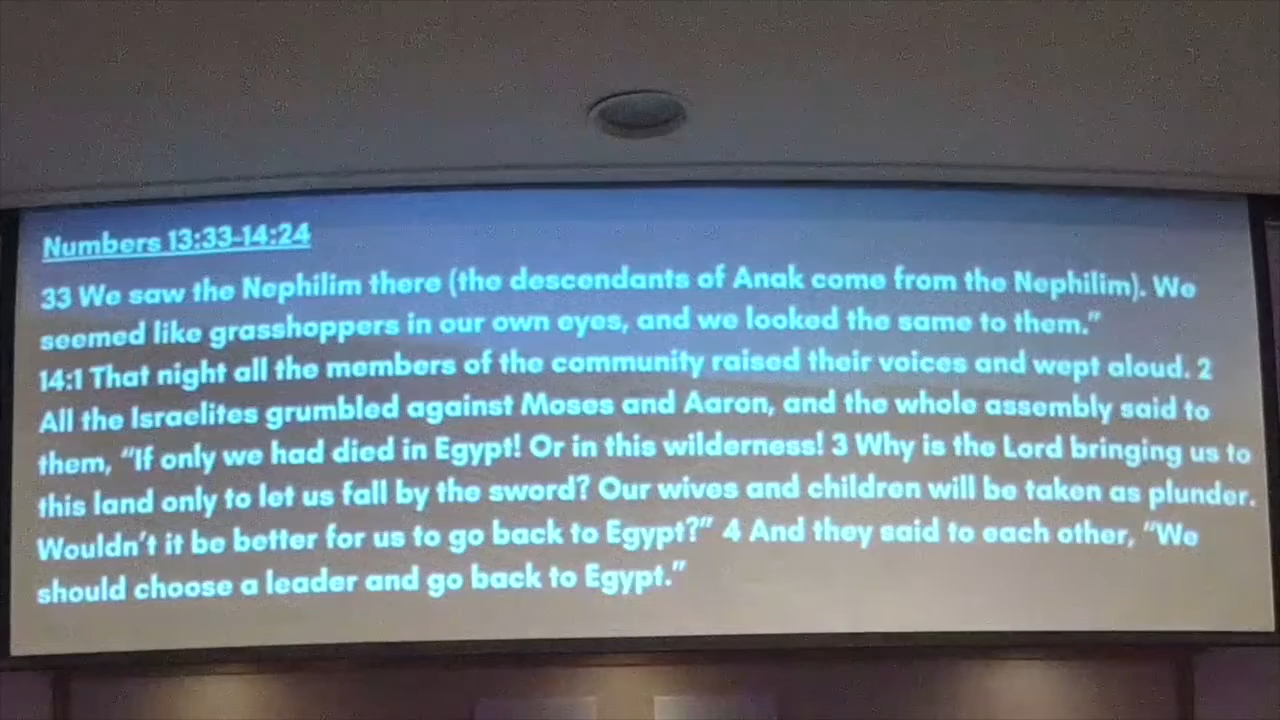 Numbers 13:33-14:24
33 We saw the Nephilim there (the descendants of Anak come from the Nephilim). We
seemed like grasshoppers in our own eyes, and we looked the same to them.”
14:1 That night all the members of the community raised their voices and wept aloud. 2
All the Israelites grumbled against Moses and Aaron, and the whole assembly said to
them, “If only we had died in Egypt! Or in this wilderness! 3 Why is the Lord bringing us to
this land only to let us fall by the sword? Our wives and children will be taken as plunder.
Wouldn’t it be better for us to go back to Egypt?” 4 And they said to each other, “We
should choose a leader and go back to Egypt.”